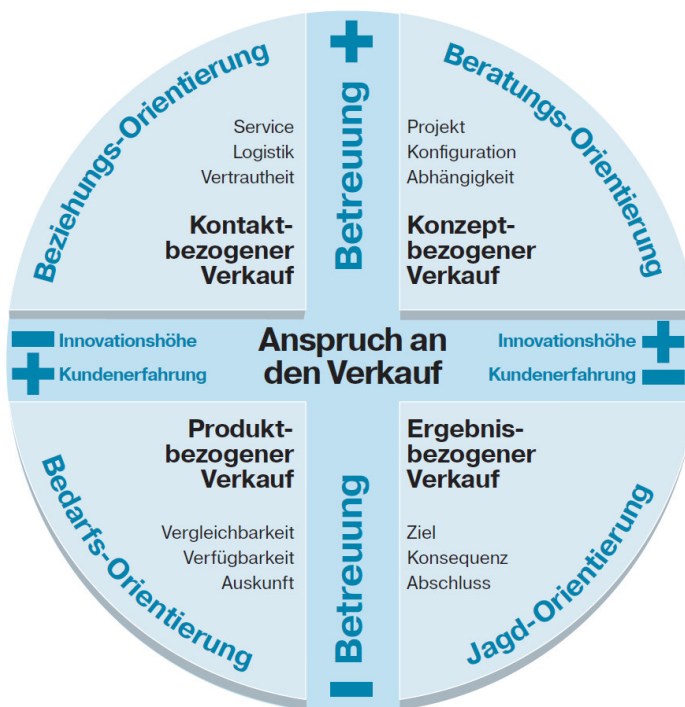 Beziehungs-Orientierung
Service
Logistik
Vertrautheit
Kontakt-
bezogener
Verkauf
+
Betreuung
Beratungs-Orientierung
Projekt
Konfiguration
Abhängigkeit
Konzept-
bezogener
Verkauf
− Innovationshöhe
+ Kundenerfahrung
Anspruch an
den Verkauf
Innovationshöhe +
Kundenerfahrung −
Produkt-
bezogener
Verkauf
Vergleichbarkeit
Verfügbarkeit
Auskunft
Bedarfs-Orientierung
Betreuung
−
Ergebnis-
bezogener
Verkauf
Ziel
Konsequenz
Abschluss
Jagd-Orientierung